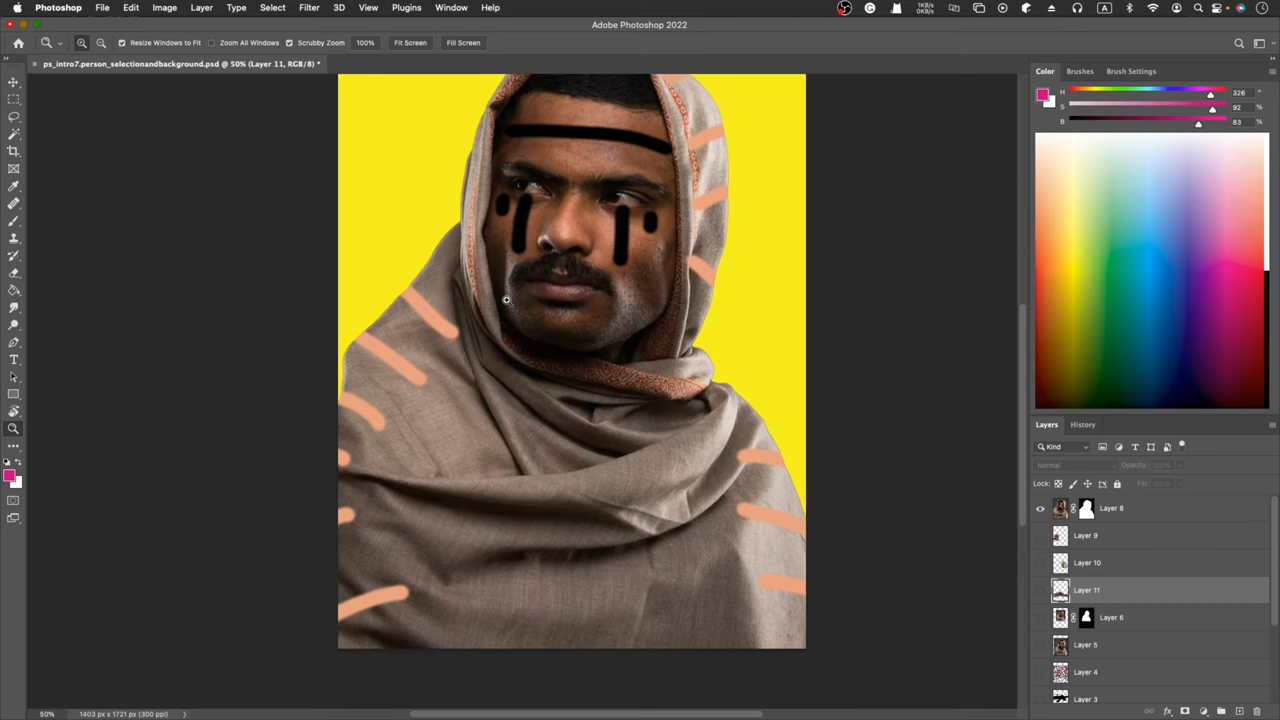 Photoshop File Edit Image Layer Type Select Filter 3D View Plugins Window Help
1KB/s
0KB/s
A
Adobe Photoshop 2022
Resize Windows to Fit Zoom All Windows Scrubby Zoom 100% Fit Screen Fill Screen
ps_intro7.person_selectionandbackground.psd @ 50% (Layer 11, RGB/8) *
Color Brushes Brush Settings
H 326 °
S 92 %
B 83 %
T
Layers History
Kind
Normal Opacity: 100%
Lock: Fill: 100%
Layer 8
Layer 9
Layer 10
Layer 11
Layer 6
Layer 5
Layer 4
Layer 3
fx
50% 1403 px x 1721 px (300 ppi)